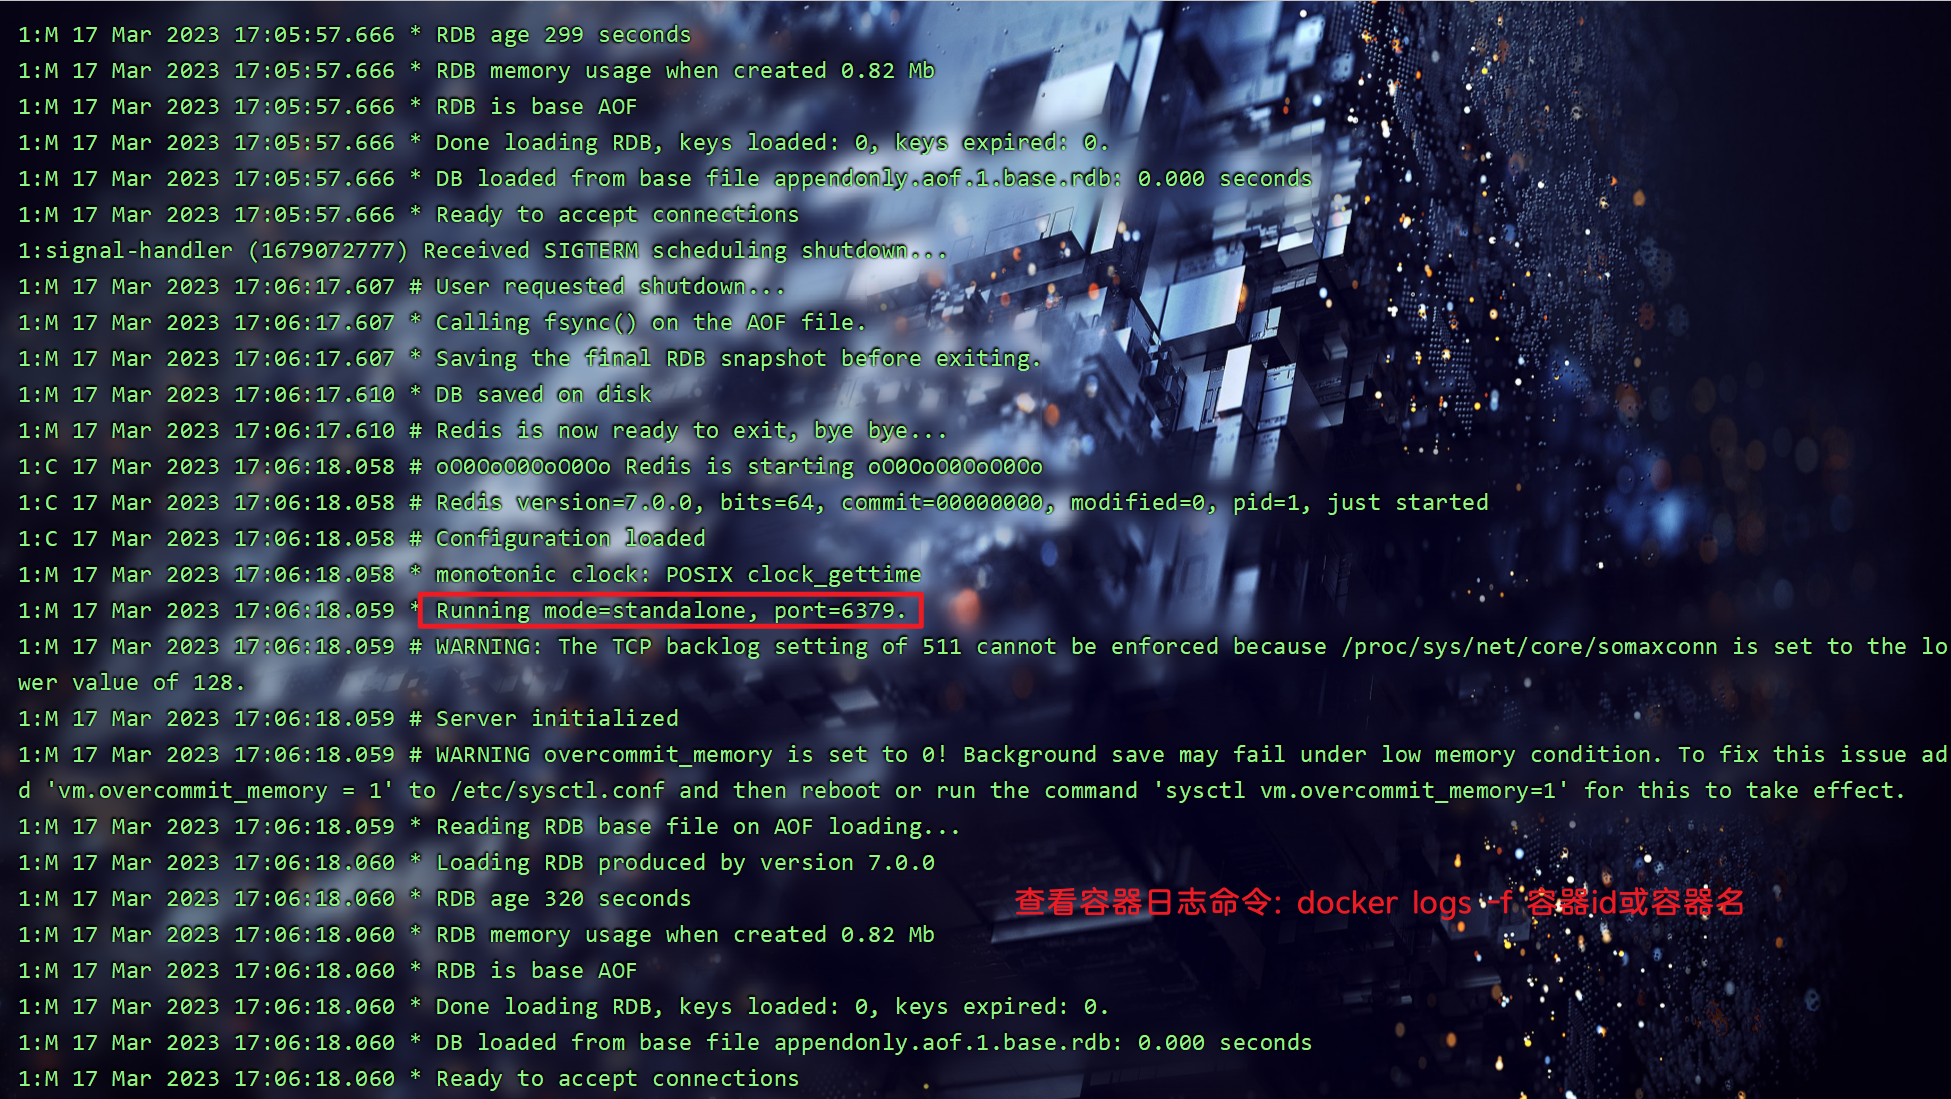 1:M 17 Mar 2023 17:05:57.666 * RDB age 299 seconds
1:M 17 Mar 2023 17:05:57.666 * RDB memory usage when created 0.82 Mb
1:M 17 Mar 2023 17:05:57.666 * RDB is base AOF
1:M 17 Mar 2023 17:05:57.666 * Done loading RDB, keys loaded: 0, keys expired: 0.
1:M 17 Mar 2023 17:05:57.666 * DB loaded from base file appendonly.aof.1.base.rdb: 0.000 seconds
1:M 17 Mar 2023 17:05:57.666 * Ready to accept connections
1:signal-handler (1679072777) Received SIGTERM scheduling shutdown...
1:M 17 Mar 2023 17:06:17.607 # User requested shutdown...
1:M 17 Mar 2023 17:06:17.607 * Calling fsync() on the AOF file.
1:M 17 Mar 2023 17:06:17.607 * Saving the final RDB snapshot before exiting.
1:M 17 Mar 2023 17:06:17.610 * DB saved on disk
1:M 17 Mar 2023 17:06:17.610 # Redis is now ready to exit, bye bye...
1:C 17 Mar 2023 17:06:18.058 # oO0OoO0OoO0Oo Redis is starting oO0OoO0OoO0Oo
1:C 17 Mar 2023 17:06:18.058 # Redis version=7.0.0, bits=64, commit=00000000, modified=0, pid=1, just started
1:C 17 Mar 2023 17:06:18.058 # Configuration loaded
1:M 17 Mar 2023 17:06:18.058 * monotonic clock: POSIX clock_gettime
1:M 17 Mar 2023 17:06:18.059 * Running mode=standalone, port=6379.
1:M 17 Mar 2023 17:06:18.059 # WARNING: The TCP backlog setting of 511 cannot be enforced because /proc/sys/net/core/somaxconn is set to the lo
wer value of 128.
1:M 17 Mar 2023 17:06:18.059 # Server initialized
1:M 17 Mar 2023 17:06:18.059 # WARNING overcommit_memory is set to 0! Background save may fail under low memory condition. To fix this issue ad
d 'vm.overcommit_memory = 1' to /etc/sysctl.conf and then reboot or run the command 'sysctl vm.overcommit_memory=1' for this to take effect.
1:M 17 Mar 2023 17:06:18.059 * Reading RDB base file on AOF loading...
1:M 17 Mar 2023 17:06:18.060 * Loading RDB produced by version 7.0.0
1:M 17 Mar 2023 17:06:18.060 * RDB age 320 seconds
查看容器日志命令: docker logs -f 容器id或容器名
1:M 17 Mar 2023 17:06:18.060 * RDB memory usage when created 0.82 Mb
1:M 17 Mar 2023 17:06:18.060 * RDB is base AOF
1:M 17 Mar 2023 17:06:18.060 * Done loading RDB, keys loaded: 0, keys expired: 0.
1:M 17 Mar 2023 17:06:18.060 * DB loaded from base file appendonly.aof.1.base.rdb: 0.000 seconds
1:M 17 Mar 2023 17:06:18.060 * Ready to accept connections